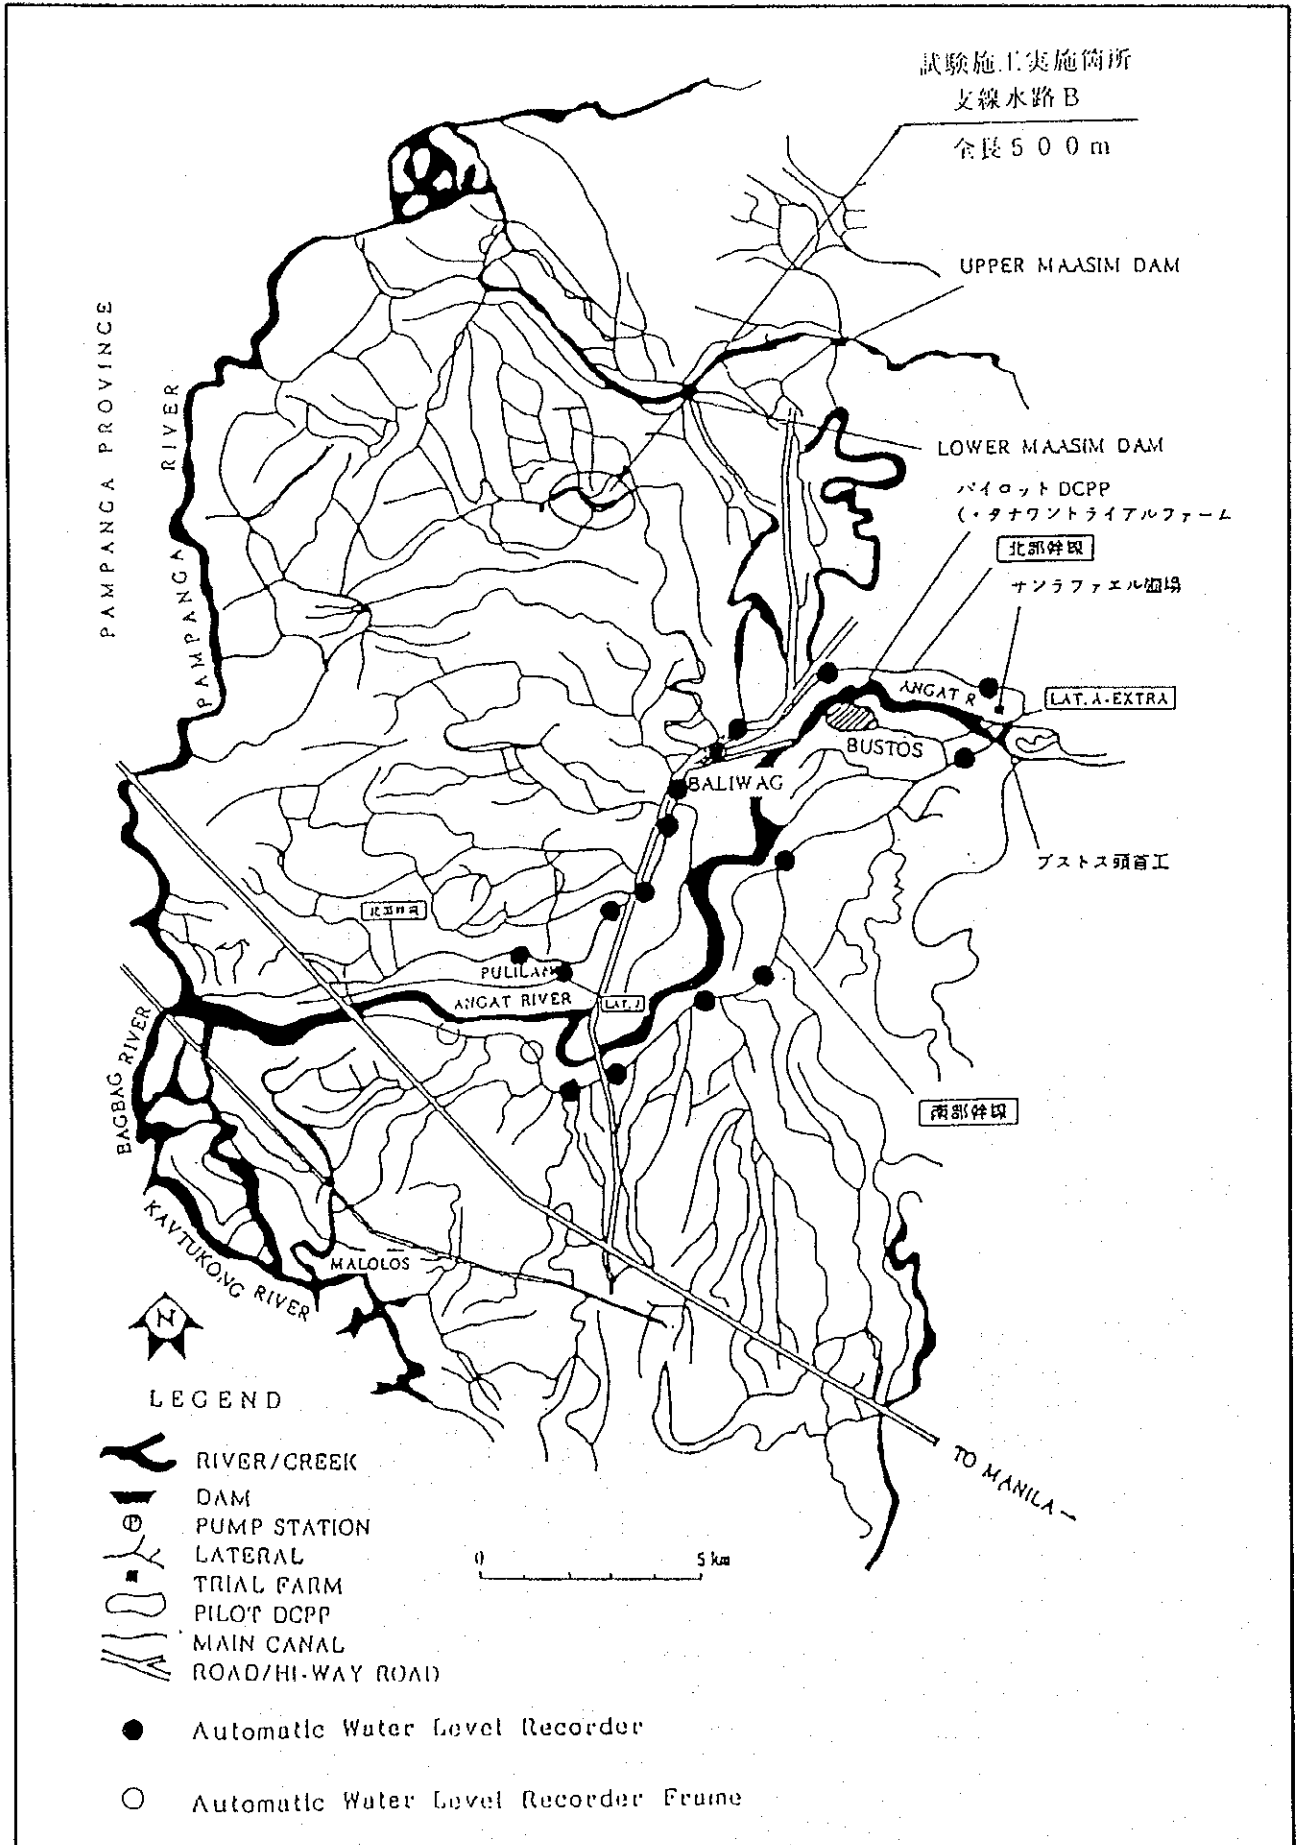 試験施工実施箇所
支線水路B
全長500m
UPPER MAASIM DAM
PAMPANGA PROVINCE
PAMPANGA RIVER
LOWER MAASIM DAM
パイロット DCPP
(・タナワントライアルファーム
北部幹線
サンラファエル圃場
ANGAT R
LAT. A-EXTRA
BUSTOS
BALIWAG
ブストス頭首工
北部幹線
PULILAN
ANGAT RIVER
LAT. J
BAGBAG RIVER
南部幹線
KAVTUKONG RIVER
MALOLOS
N
LEGEND
RIVER/CREEK
DAM
P PUMP STATION
LATERAL
TRIAL FARM
PILOT DCPP
MAIN CANAL
ROAD/HI-WAY ROAD
0 5 km
TO MANILA
Automatic Water Level Recorder
Automatic Water Level Recorder Frame